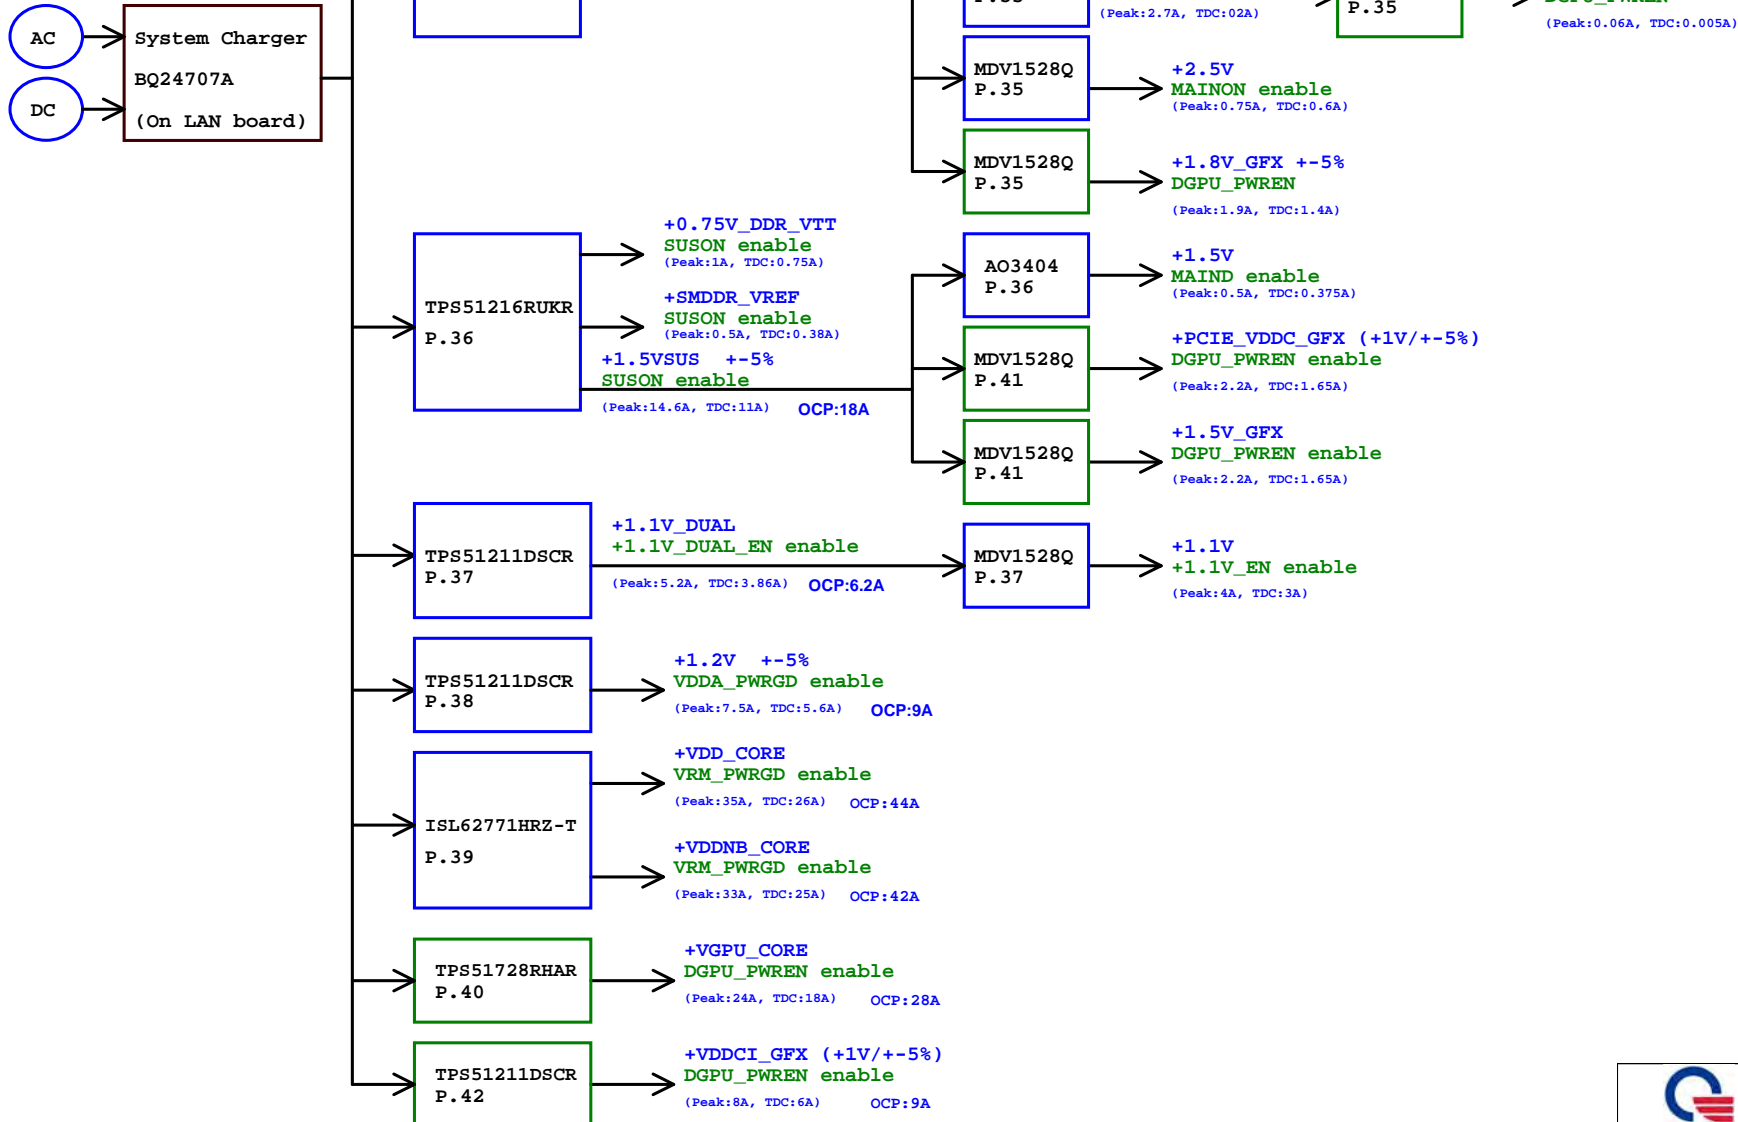 AC
DC
System Charger
BQ24707A
(On LAN board)
(Peak:2.7A, TDC:02A)
P.35
(Peak:0.06A, TDC:0.005A)
MDV1528Q
P.35
+2.5V
MAINON enable
(Peak:0.75A, TDC:0.6A)
MDV1528Q
P.35
+1.8V_GFX +-5%
DGPU_PWREN
(Peak:1.9A, TDC:1.4A)
TPS51216RUKR
P.36
+0.75V_DDR_VTT
SUSON enable
(Peak:1A, TDC:0.75A)
+SMDDR_VREF
SUSON enable
(Peak:0.5A, TDC:0.38A)
+1.5VSUS +-5%
SUSON enable
(Peak:14.6A, TDC:11A) OCP:18A
AO3404
P.36
+1.5V
MAIND enable
(Peak:0.5A, TDC:0.375A)
MDV1528Q
P.41
+PCIE_VDDC_GFX (+1V/+-5%)
DGPU_PWREN enable
(Peak:2.2A, TDC:1.65A)
MDV1528Q
P.41
+1.5V_GFX
DGPU_PWREN enable
(Peak:2.2A, TDC:1.65A)
TPS51211DSCR
P.37
+1.1V_DUAL
+1.1V_DUAL_EN enable
(Peak:5.2A, TDC:3.86A) OCP:6.2A
MDV1528Q
P.37
+1.1V
+1.1V_EN enable
(Peak:4A, TDC:3A)
TPS51211DSCR
P.38
+1.2V +-5%
VDDA_PWRGD enable
(Peak:7.5A, TDC:5.6A) OCP:9A
ISL62771HRZ-T
P.39
+VDD_CORE
VRM_PWRGD enable
(Peak:35A, TDC:26A) OCP:44A
+VDDNB_CORE
VRM_PWRGD enable
(Peak:33A, TDC:25A) OCP:42A
TPS51728RHAR
P.40
+VGPU_CORE
DGPU_PWREN enable
(Peak:24A, TDC:18A) OCP:28A
TPS51211DSCR
P.42
+VDDCI_GFX (+1V/+-5%)
DGPU_PWREN enable
(Peak:8A, TDC:6A) OCP:9A